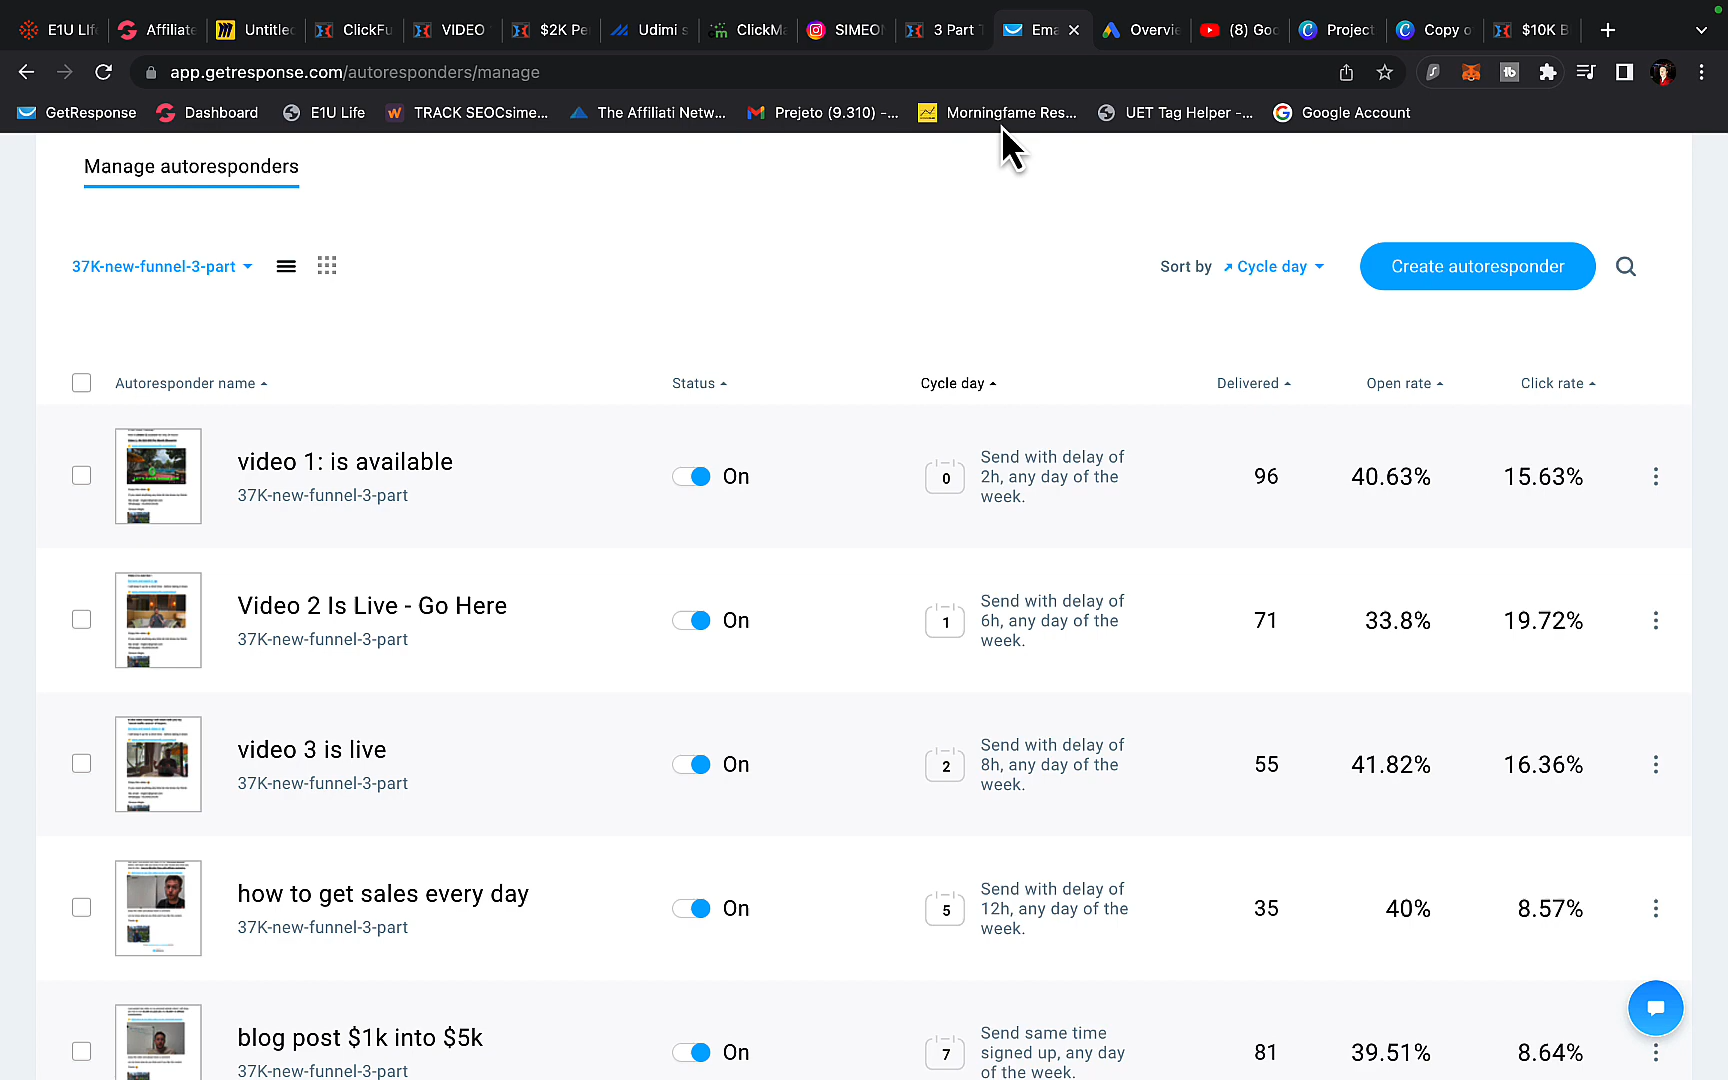 E1U Life
Affiliate
Untitled
ClickFu
VIDEO
$2K Pe
Udimi s
ClickMa
SIMEON
3 Part
Ema
Overvie
(8) Goo
Project
Copy o
$10K B
app.getresponse.com/autoresponders/manage
GetResponse
Dashboard
E1U Life
TRACK SEOCsime...
The Affiliati Netw...
Prejeto (9.310) –...
Morningfame Res...
UET Tag Helper -...
Google Account
Manage autoresponders
37K-new-funnel-3-part
Sort by Cycle day
Create autoresponder
Autoresponder name
Status
Cycle day
Delivered
Open rate
Click rate
video 1: is available
37K-new-funnel-3-part
On
0
Send with delay of
2h, any day of the
week.
96
40.63%
15.63%
Video 2 Is Live - Go Here
37K-new-funnel-3-part
On
1
Send with delay of
6h, any day of the
week.
71
33.8%
19.72%
video 3 is live
37K-new-funnel-3-part
On
2
Send with delay of
8h, any day of the
week.
55
41.82%
16.36%
how to get sales every day
37K-new-funnel-3-part
On
5
Send with delay of
12h, any day of the
week.
35
40%
8.57%
blog post $1k into $5k
37K-new-funnel-3-part
On
7
Send same time
signed up, any day
of the week.
81
39.51%
8.64%